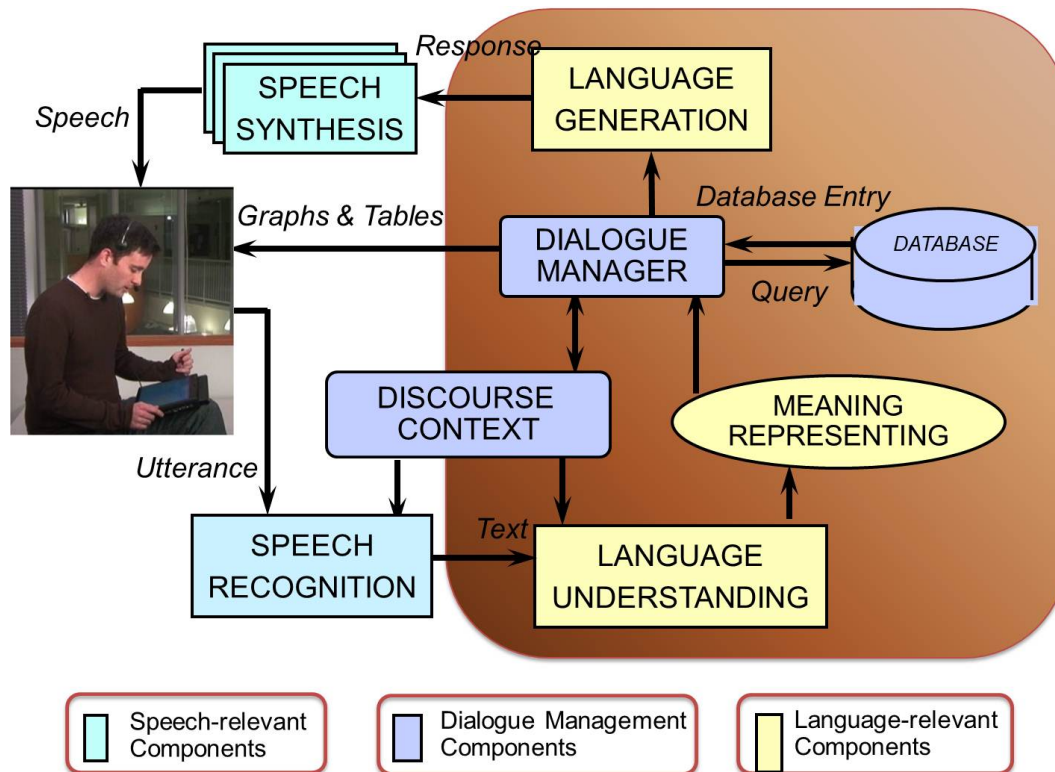 Response
LANGUAGE
GENERATION
SPEECH
SYNTHESIS
Speech
Graphs & Tables
Database Entry
DIALOGUE
MANAGER
DATABASE
Query
DISCOURSE
CONTEXT
MEANING
REPRESENTING
Utterance
SPEECH
RECOGNITION
Text
LANGUAGE
UNDERSTANDING
Speech-relevant
Components
Dialogue Management
Components
Language-relevant
Components